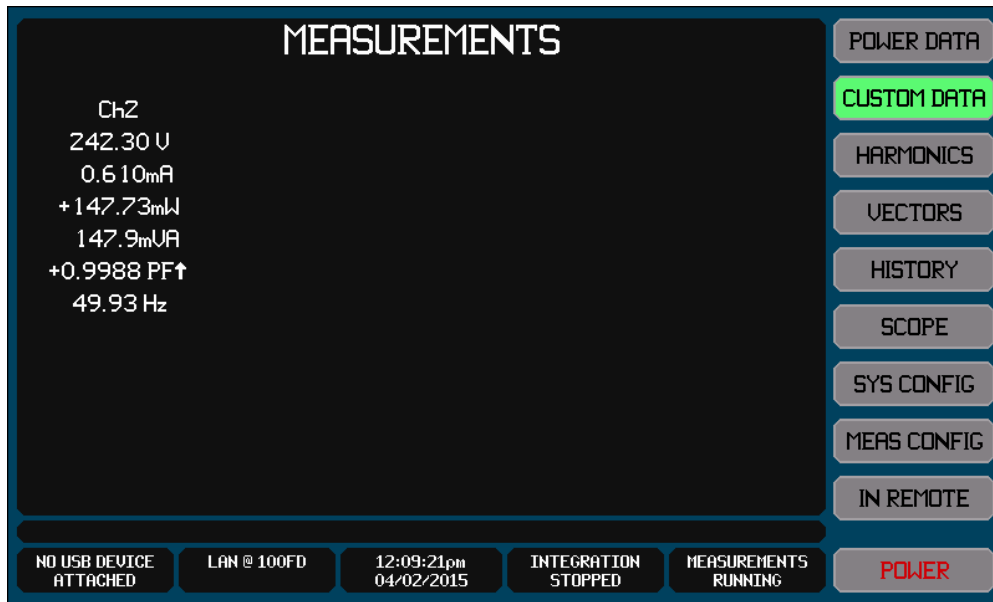 MEASUREMENTS
Ch2
242.30 V
0.610mA
+147.73mW
147.9mVA
+0.9988 PF↑
49.93 Hz
POWER DATA
CUSTOM DATA
HARMONICS
VECTORS
HISTORY
SCOPE
SYS CONFIG
MEAS CONFIG
IN REMOTE
POWER
NO USB DEVICE
ATTACHED
LAN @ 100FD
12:09:21pm
04/02/2015
INTEGRATION
STOPPED
MEASUREMENTS
RUNNING